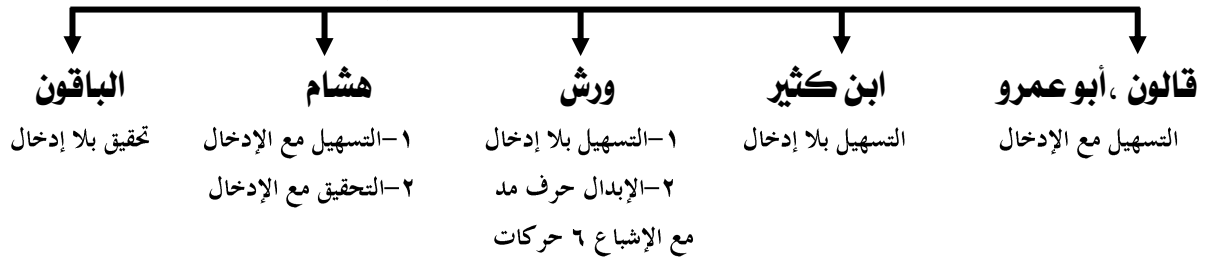 قالون ،أبو عمرو
التسهيل مع الإدخال
ابن كثير
التسهيل بلا إدخال
ورش
١-التسهيل بلا إدخال
٢-الإبدال حرف مد
مع الإشباع ٦ حركات
هشام
١-التسهيل مع الإدخال
٢-التحقيق مع الإدخال
الباقون
تحقيق بلا إدخال